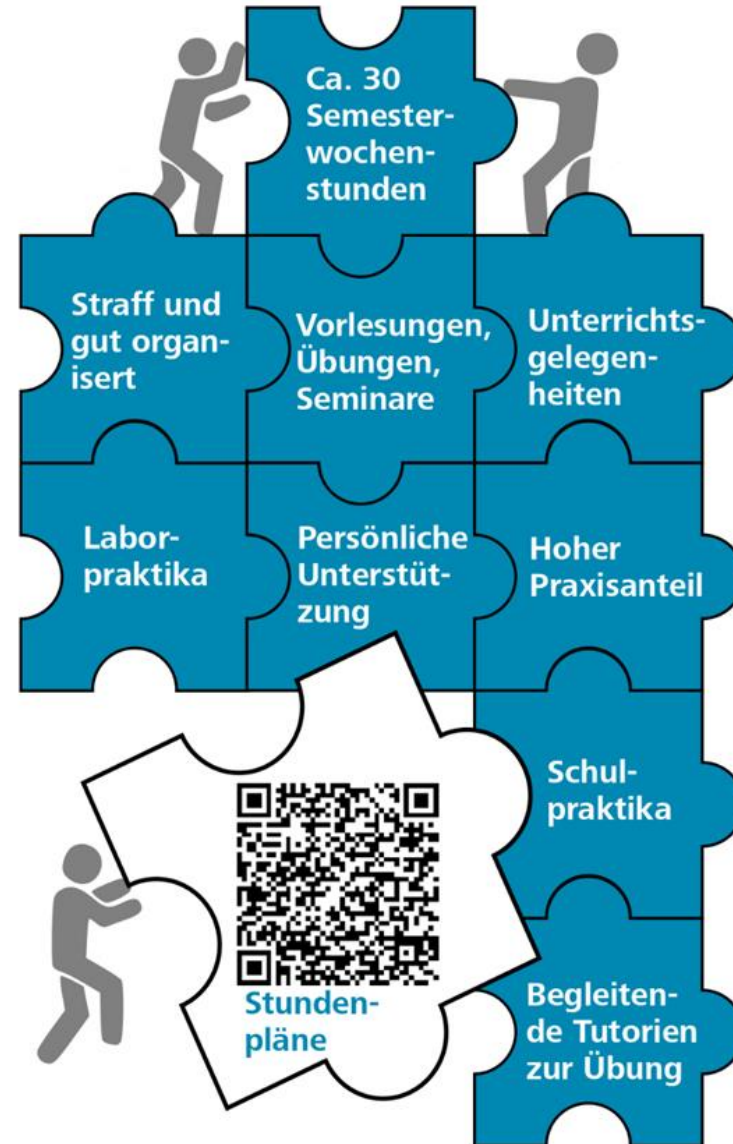 Ca. 30
Semester-
wochen-
stunden
Straff und
gut organ-
isert
Vorlesungen,
Übungen,
Seminare
Unterrichts-
gelegen-
heiten
Labor-
praktika
Persönliche
Unterstüt-
zung
Hoher
Praxisanteil
Schul-
praktika
Stunden-
pläne
Begleiten-
de Tutorien
zur Übung